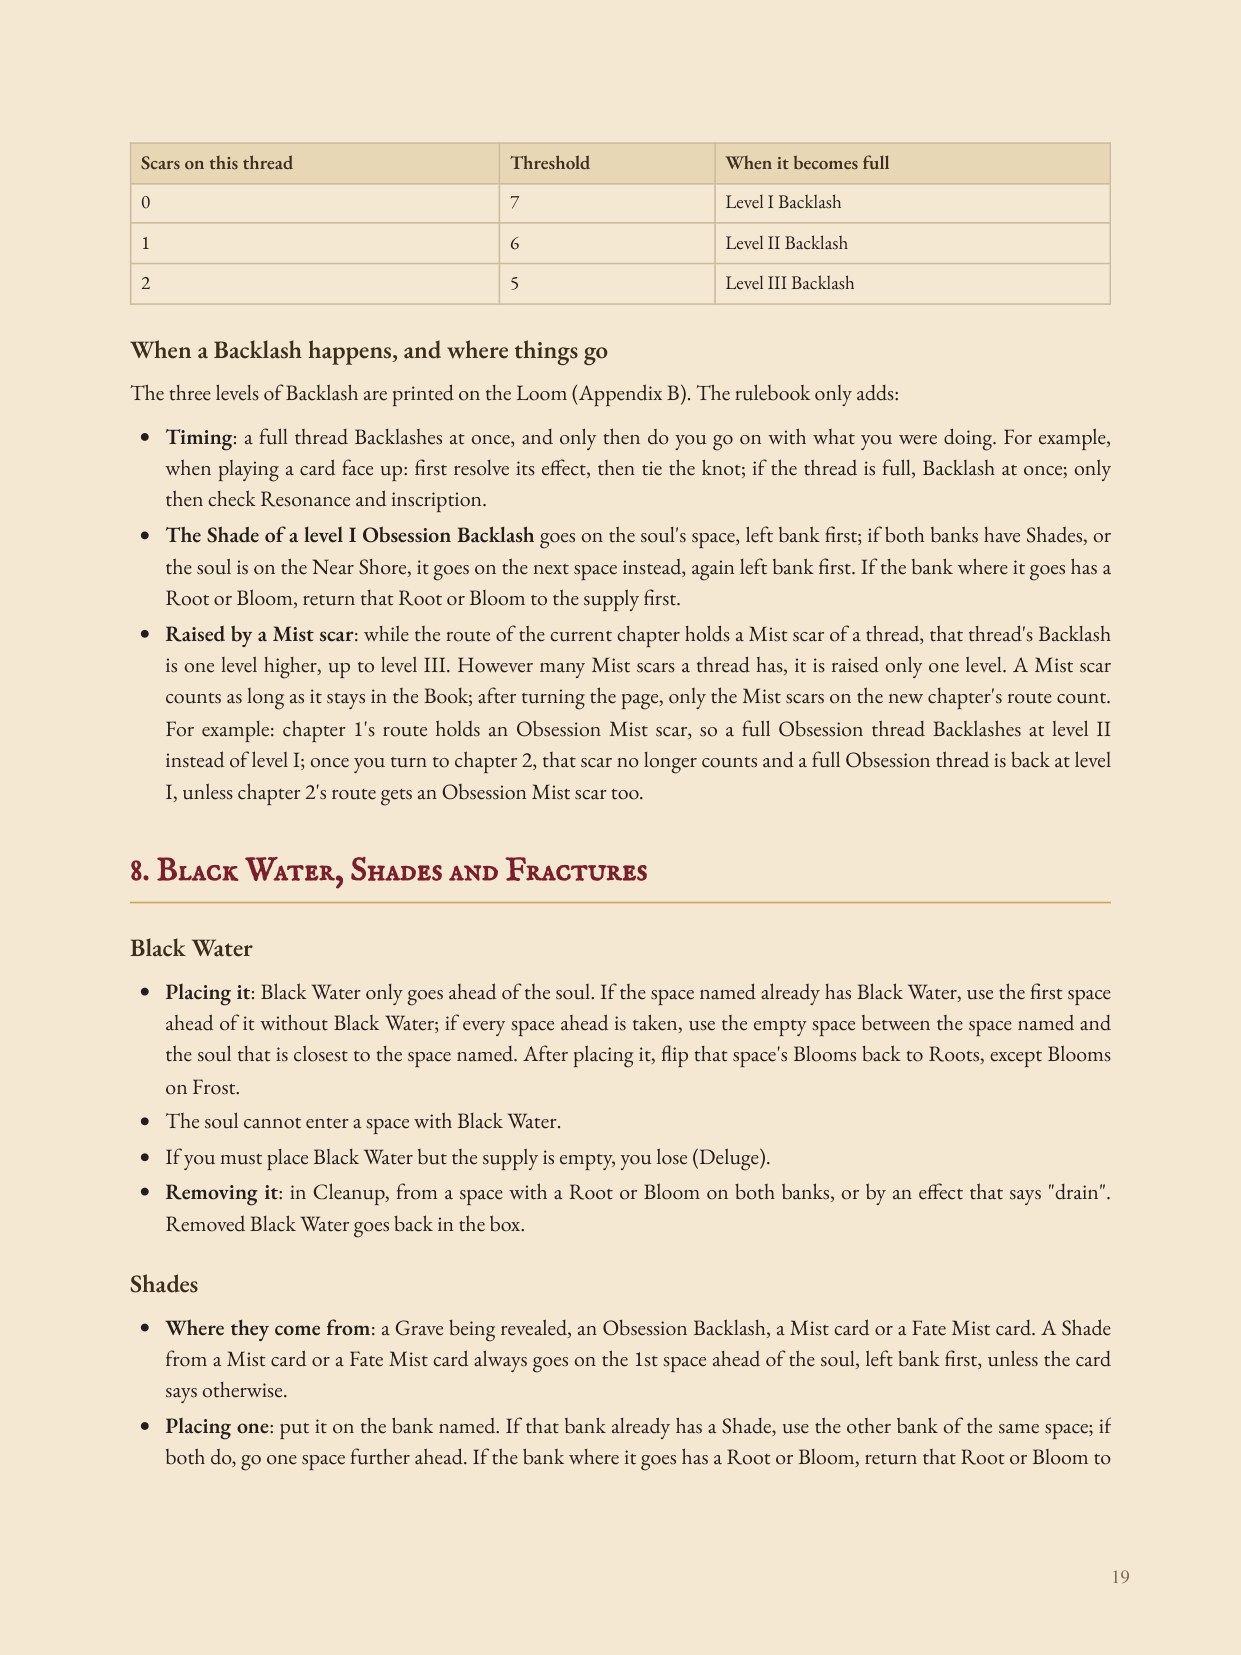 Scars on this thread Threshold When it becomes full
0 7 Level I Backlash
1 6 Level II Backlash
2 5 Level III Backlash
When a Backlash happens, and where things go
The three levels of Backlash are printed on the Loom (Appendix B). The rulebook only adds:
• Timing: a full thread Backlashes at once, and only then do you go on with what you were doing. For example,
when playing a card face up: first resolve its effect, then tie the knot; if the thread is full, Backlash at once; only
then check Resonance and inscription.
• The Shade of a level I Obsession Backlash goes on the soul's space, left bank first; if both banks have Shades, or
the soul is on the Near Shore, it goes on the next space instead, again left bank first. If the bank where it goes has a
Root or Bloom, return that Root or Bloom to the supply first.
• Raised by a Mist scar: while the route of the current chapter holds a Mist scar of a thread, that thread's Backlash
is one level higher, up to level III. However many Mist scars a thread has, it is raised only one level. A Mist scar
counts as long as it stays in the Book; after turning the page, only the Mist scars on the new chapter's route count.
For example: chapter 1's route holds an Obsession Mist scar, so a full Obsession thread Backlashes at level II
instead of level I; once you turn to chapter 2, that scar no longer counts and a full Obsession thread is back at level
I, unless chapter 2's route gets an Obsession Mist scar too.
8. Black Water, Shades and Fractures
Black Water
• Placing it: Black Water only goes ahead of the soul. If the space named already has Black Water, use the first space
ahead of it without Black Water; if every space ahead is taken, use the empty space between the space named and
the soul that is closest to the space named. After placing it, flip that space's Blooms back to Roots, except Blooms
on Frost.
• The soul cannot enter a space with Black Water.
• If you must place Black Water but the supply is empty, you lose (Deluge).
• Removing it: in Cleanup, from a space with a Root or Bloom on both banks, or by an effect that says "drain".
Removed Black Water goes back in the box.
Shades
• Where they come from: a Grave being revealed, an Obsession Backlash, a Mist card or a Fate Mist card. A Shade
from a Mist card or a Fate Mist card always goes on the 1st space ahead of the soul, left bank first, unless the card
says otherwise.
• Placing one: put it on the bank named. If that bank already has a Shade, use the other bank of the same space; if
both do, go one space further ahead. If the bank where it goes has a Root or Bloom, return that Root or Bloom to
19